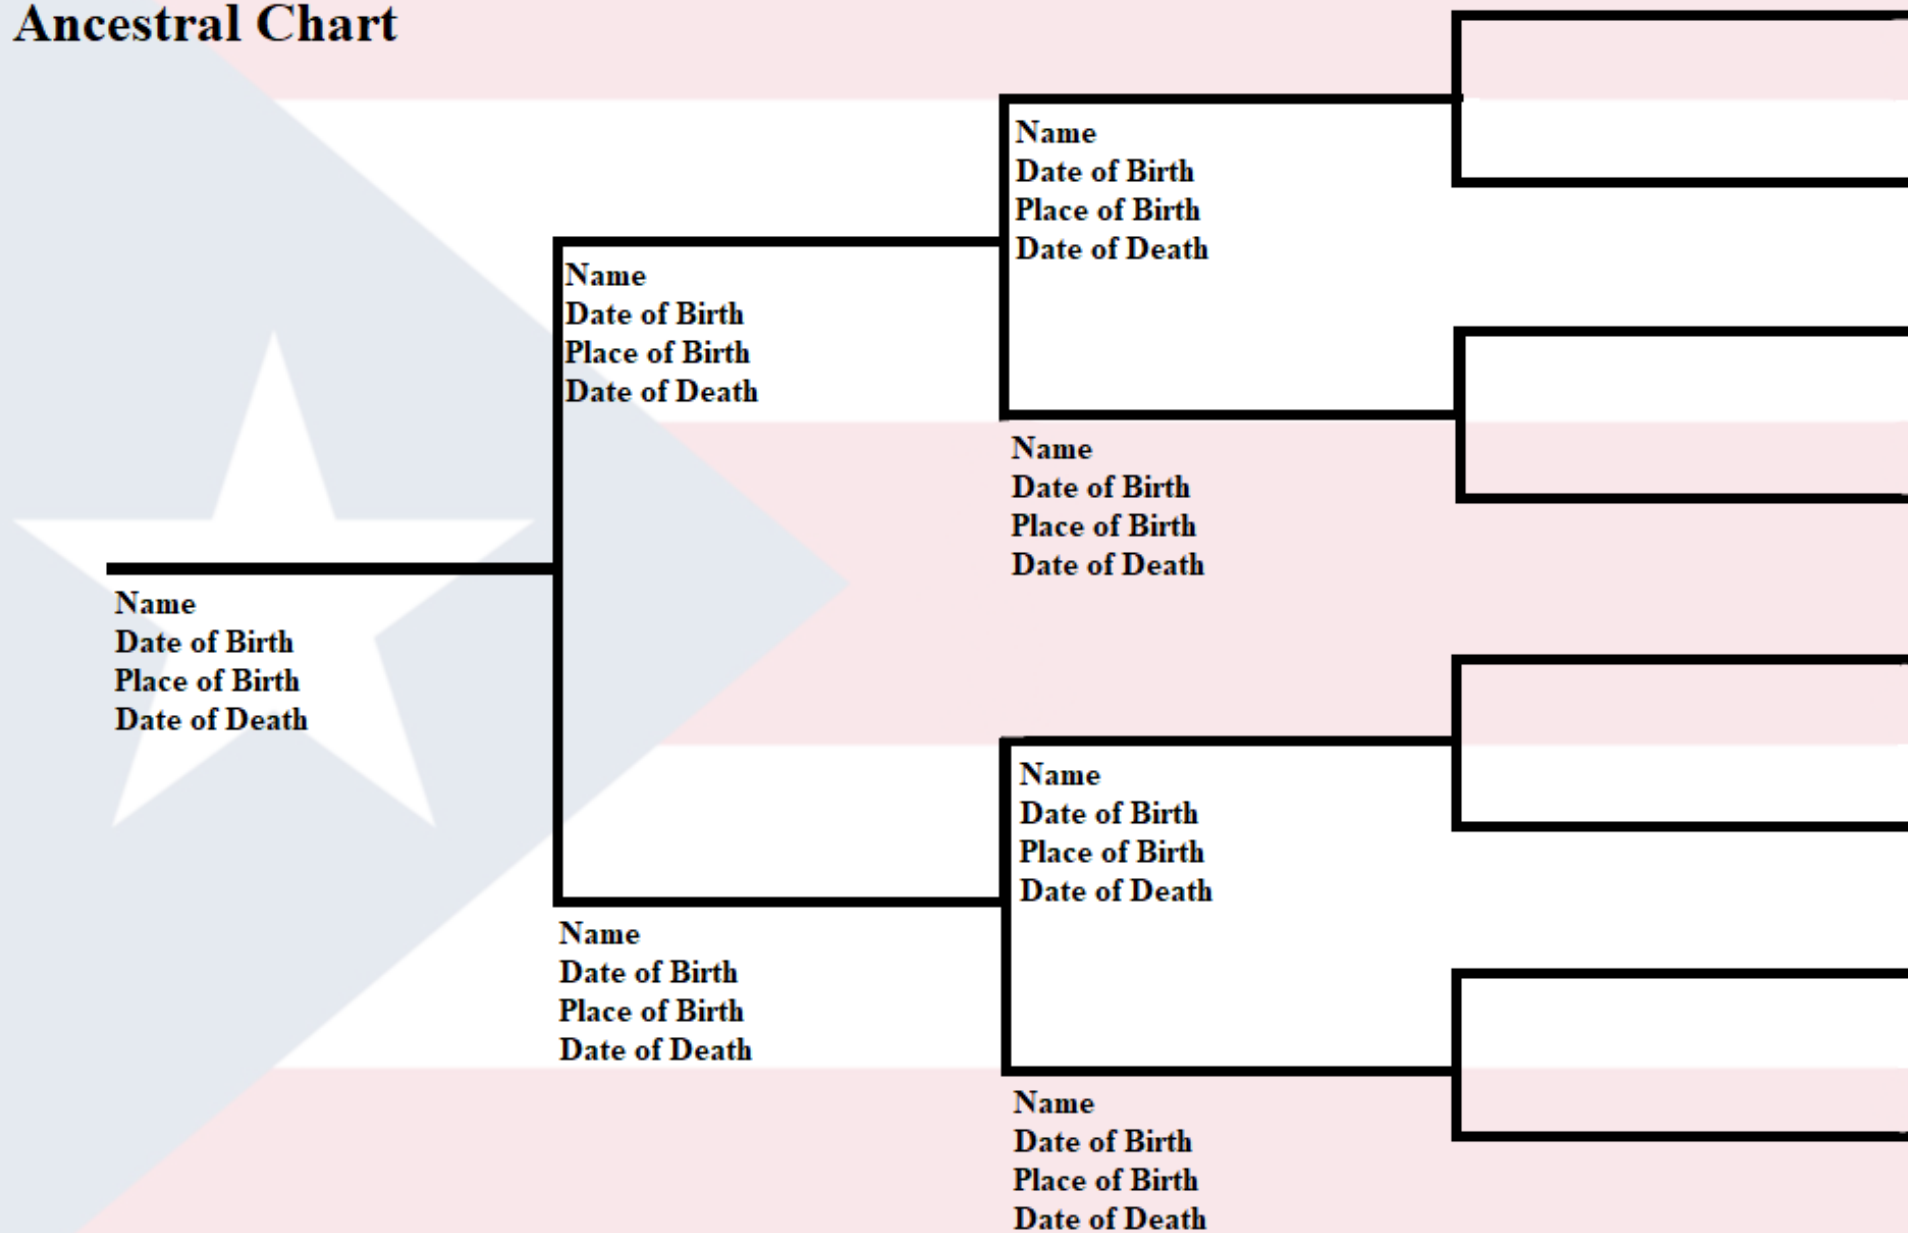 Ancestral Chart
Name
Date of Birth
Place of Birth
Date of Death
Name
Date of Birth
Place of Birth
Date of Death
Name
Date of Birth
Place of Birth
Date of Death
Name
Date of Birth
Place of Birth
Date of Death
Name
Date of Birth
Place of Birth
Date of Death
Name
Date of Birth
Place of Birth
Date of Death
Name
Date of Birth
Place of Birth
Date of Death